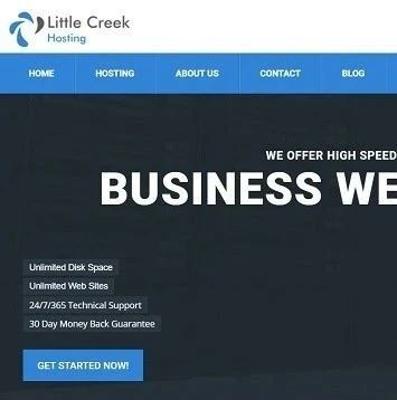 Little Creek
Hosting
HOME HOSTING ABOUT US CONTACT BLOG
WE OFFER HIGH SPEED
BUSINESS WE
Unlimited Disk Space
Unlimited Web Sites
24/7/365 Technical Support
30 Day Money Back Guarantee
GET STARTED NOW!